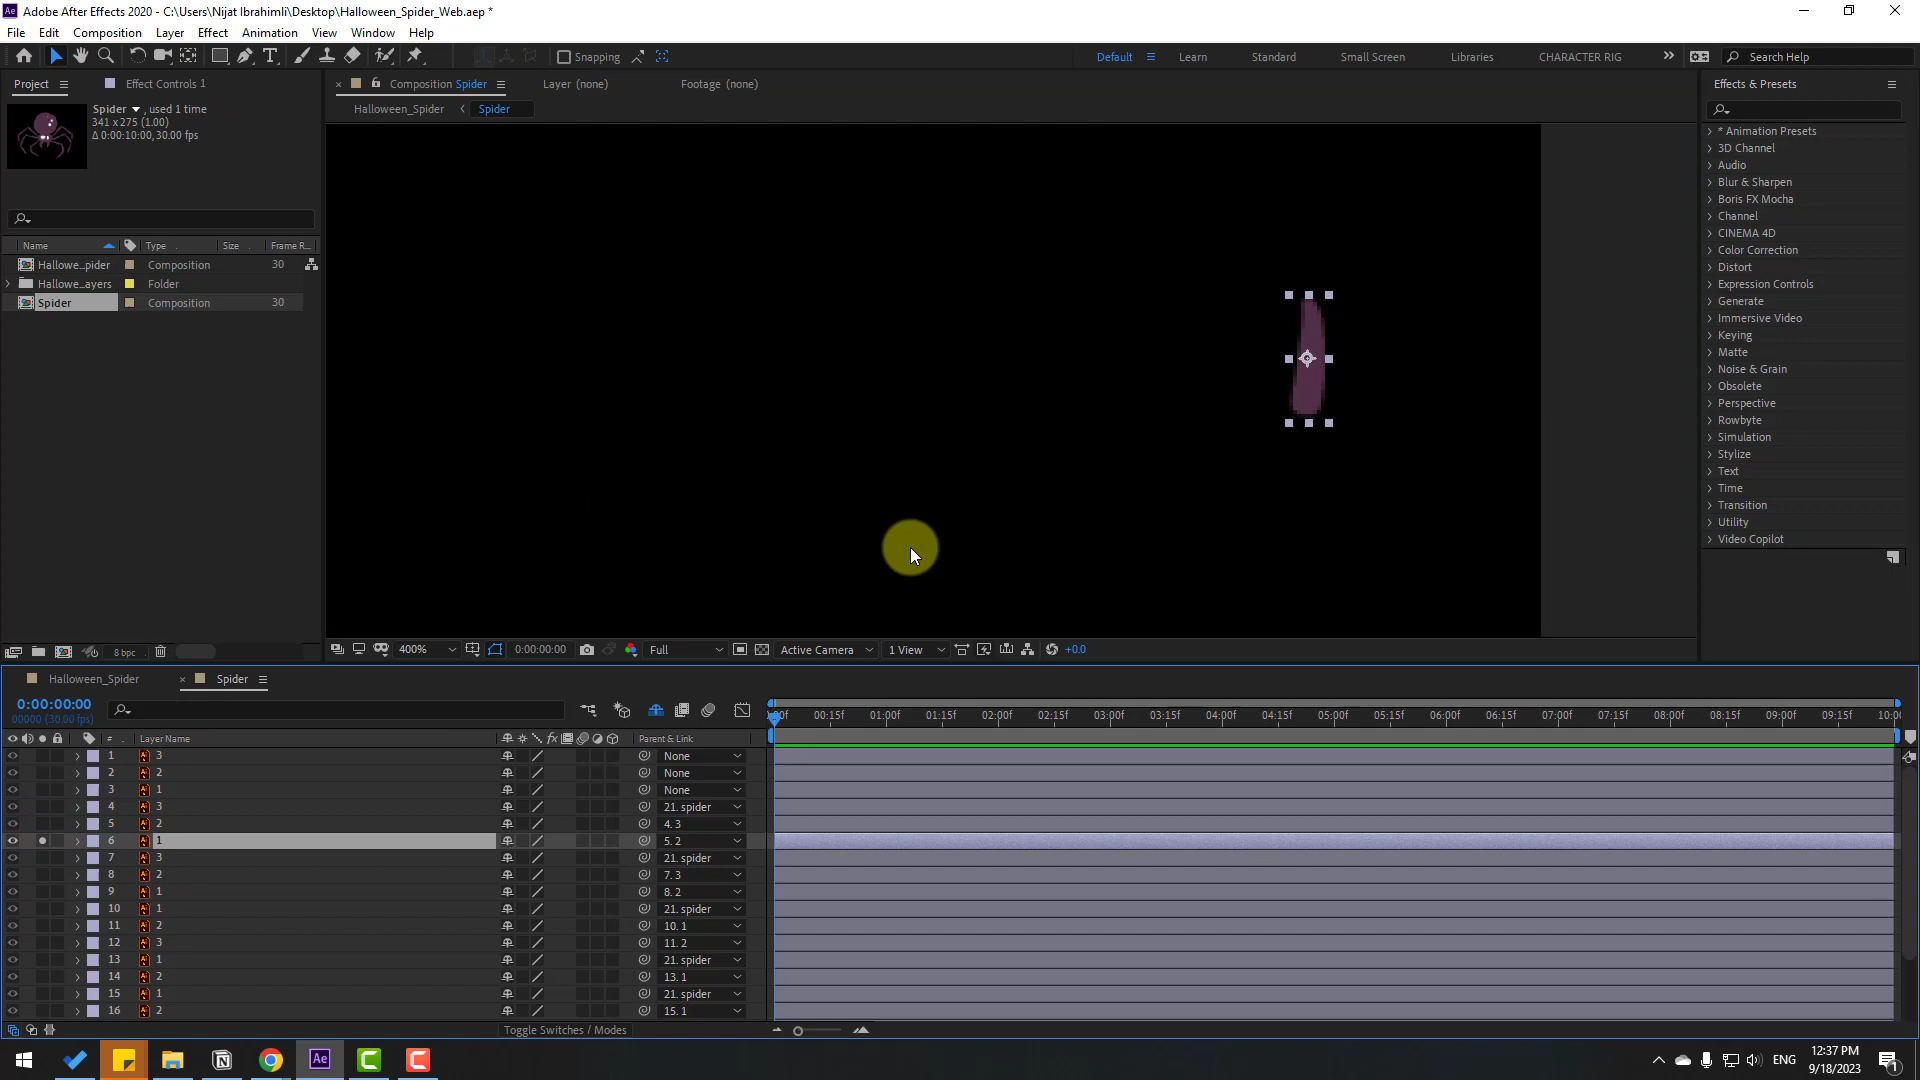 Adobe After Effects 2020 - C:\Users\Nijat Ibrahimli\Desktop\Halloween_Spider_Web.aep *
File Edit Composition Layer Effect Animation View Window Help
Snapping Default Learn Standard Small Screen Libraries CHARACTER RIG Search Help
Project Effect Controls 1 Composition Spider Layer (none) Footage (none) Effects & Presets
Halloween_Spider Spider
Spider , used 1 time
341 x 275 (1.00)
Δ 0:00:10:00, 30.00 fps
Name Type Size Frame R...
Hallowe...pider Composition 30
Hallowe...ayers Folder
Spider Composition 30
* Animation Presets
3D Channel
Audio
Blur & Sharpen
Boris FX Mocha
Channel
CINEMA 4D
Color Correction
Distort
Expression Controls
Generate
Immersive Video
Keying
Matte
Noise & Grain
Obsolete
Perspective
Rowbyte
Simulation
Stylize
Text
Time
Transition
Utility
Video Copilot
8 bpc 400% 0:00:00:00 Full Active Camera 1 View +0.0
Halloween_Spider Spider
0:00:00:00
00000 (30.00 fps)
00f 00:15f 01:00f 01:15f 02:00f 02:15f 03:00f 03:15f 04:00f 04:15f 05:00f 05:15f 06:00f 06:15f 07:00f 07:15f 08:00f 08:15f 09:00f 09:15f 10:0
# Layer Name Parent & Link
1 3 None
2 2 None
3 1 None
4 3 21. spider
5 2 4. 3
6 1 5. 2
7 3 21. spider
8 2 7. 3
9 1 8. 2
10 1 21. spider
11 2 10. 1
12 3 11. 2
13 1 21. spider
14 2 13. 1
15 1 21. spider
16 2 15. 1
Toggle Switches / Modes
ENG 12:37 PM
9/18/2023
1